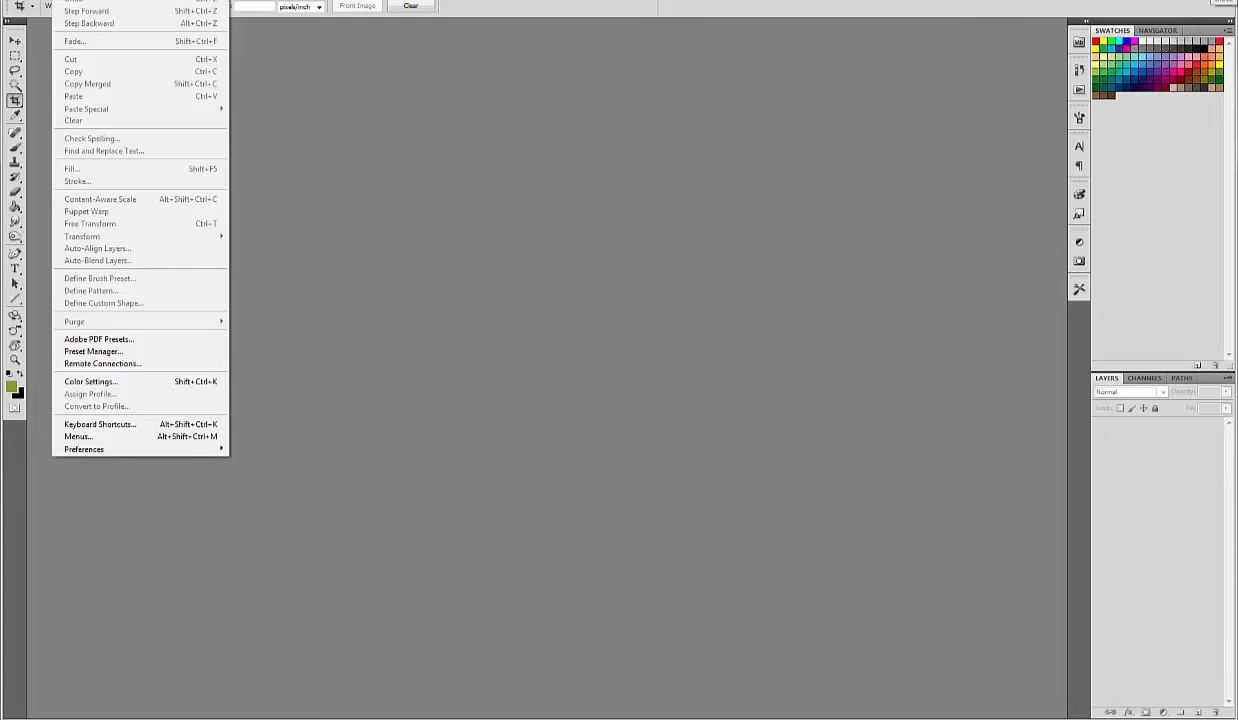 W
pixels/inch
Front Image
Clear
Step Forward Shift+Ctrl+Z
Step Backward Alt+Ctrl+Z
Fade... Shift+Ctrl+F
Cut Ctrl+X
Copy Ctrl+C
Copy Merged Shift+Ctrl+C
Paste Ctrl+V
Paste Special
Clear
Check Spelling...
Find and Replace Text...
Fill... Shift+F5
Stroke...
Content-Aware Scale Alt+Shift+Ctrl+C
Puppet Warp
Free Transform Ctrl+T
Transform
Auto-Align Layers...
Auto-Blend Layers...
Define Brush Preset...
Define Pattern...
Define Custom Shape...
Purge
Adobe PDF Presets...
Preset Manager...
Remote Connections...
Color Settings... Shift+Ctrl+K
Assign Profile...
Convert to Profile...
Keyboard Shortcuts... Alt+Shift+Ctrl+K
Menus... Alt+Shift+Ctrl+M
Preferences
SWATCHES NAVIGATOR
LAYERS CHANNELS PATHS
Normal Opacity:
Lock: Fill: